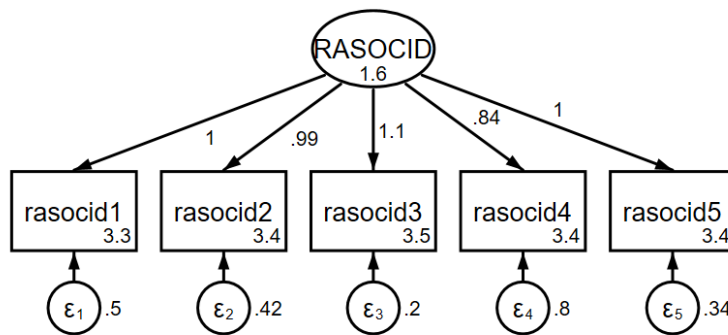 RASOCID
1.6
1 .99 1.1 .84 1
rasocid1 rasocid2 rasocid3 rasocid4 rasocid5
3.3 3.4 3.5 3.4 3.4
ε1 .5 ε2 .42 ε3 .2 ε4 .8 ε5 .34